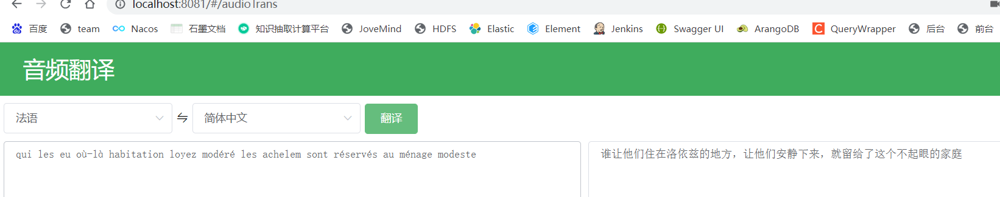 localhost:8081/#/audioTrans
百度 team Nacos 石墨文档 知识抽取计算平台 JoveMind HDFS Elastic Element Jenkins Swagger UI ArangoDB C QueryWrapper 后台 前台
音频翻译
法语 ⇋ 简体中文 翻译
qui les eu où-là habitation loyez modéré les achelem sont réservés au ménage modeste
谁让他们住在洛依兹的地方，让他们安静下来，就留给了这个不起眼的家庭